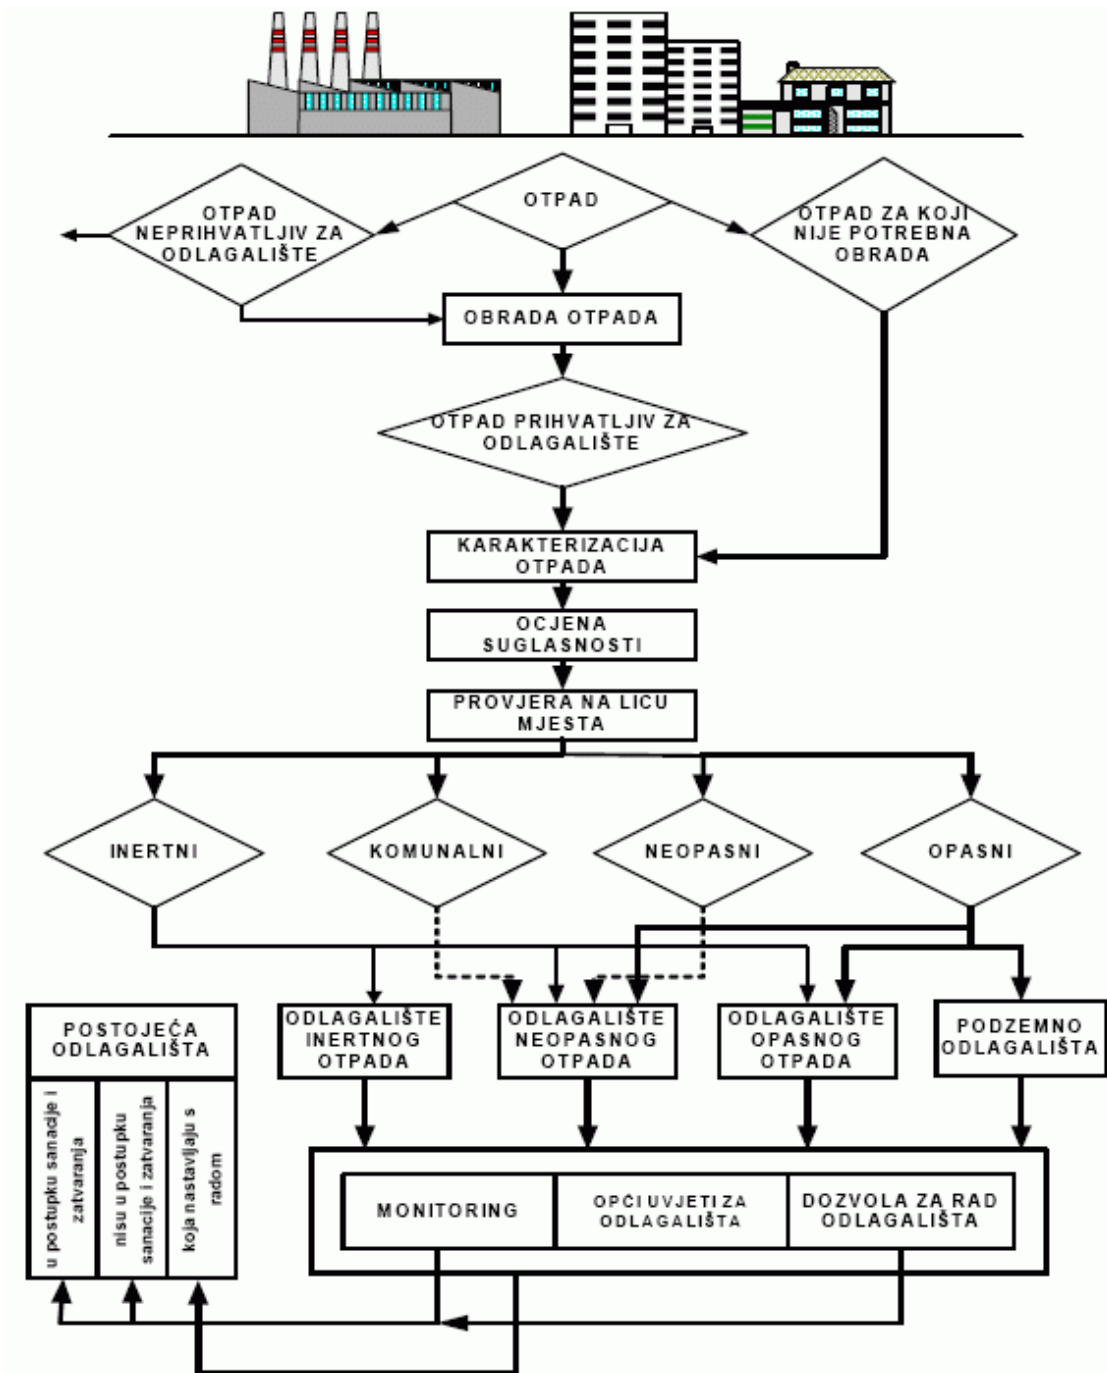 OTPAD
NEPRIHVATLJIV ZA
ODLAGALIŠTE
OTPAD
OTPAD ZA KOJI
NIJE POTREBNA
OBRADA
OBRADA OTPADA
OTPAD PRIHVATLJIV ZA
ODLAGALIŠTE
KARAKTERIZACIJA
OTPADA
OCJENA
SUGLASNOSTI
PROVJERA NA LICU
MJESTA
INERTNI
KOMUNALNI
NEOPASNI
OPASNI
POSTOJEĆA
ODLAGALIŠTA
u postupku sanacije i
zatvaranja
nisu u postupku
sanacije i zatvaranja
koja nastavljaju s
radom
ODLAGALIŠTE
INERTNOG
OTPADA
ODLAGALIŠTE
NEOPASNOG
OTPADA
ODLAGALIŠTE
OPASNOG
OTPADA
PODZEMNO
ODLAGALIŠTA
MONITORING
OPĆI UVJETI ZA
ODLAGALIŠTA
DOZVOLA ZA RAD
ODLAGALIŠTA